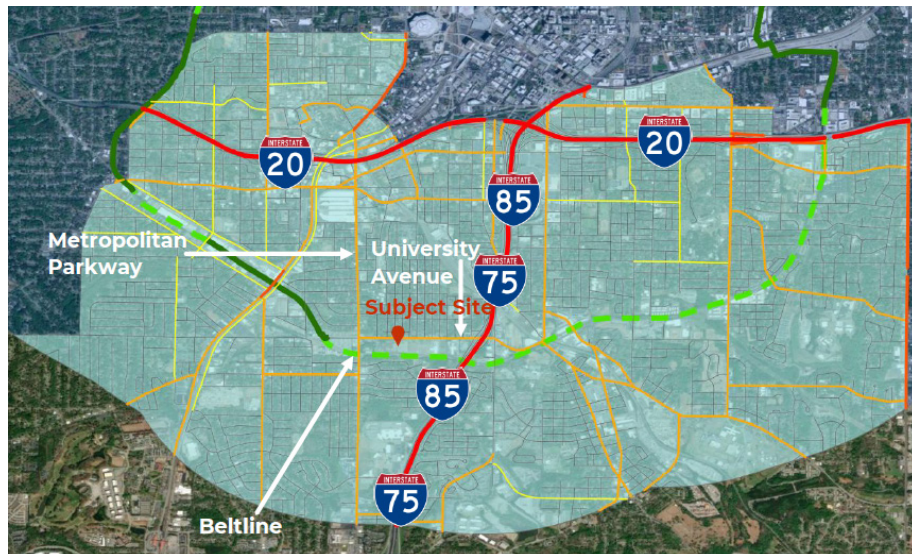 INTERSTATE
20
INTERSTATE
20
INTERSTATE
85
Metropolitan
Parkway
University
Avenue
INTERSTATE
75
Subject Site
INTERSTATE
85
INTERSTATE
75
Beltline